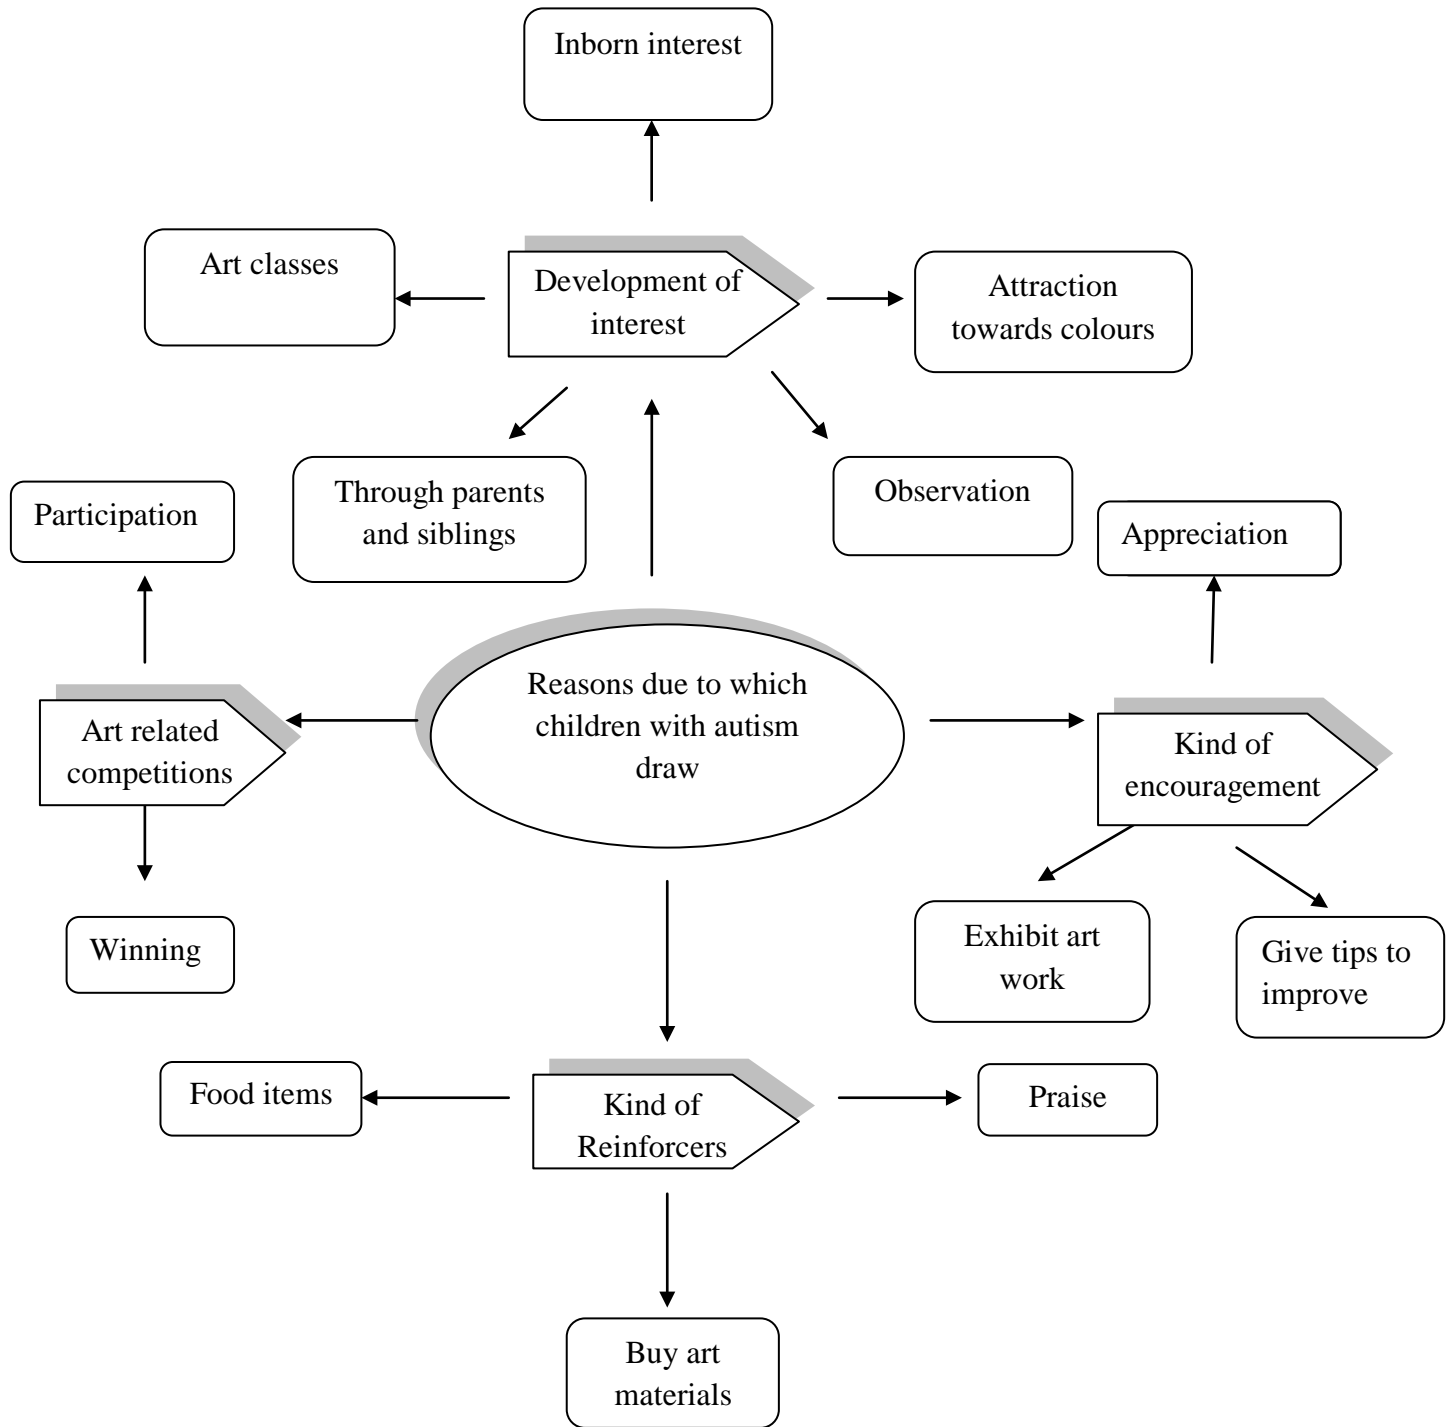 Inborn interest
Art classes
Development of
interest
Attraction
towards colours
Through parents
and siblings
Observation
Participation
Appreciation
Reasons due to which
children with autism
draw
Art related
competitions
Kind of
encouragement
Winning
Exhibit art
work
Give tips to
improve
Food items
Kind of
Reinforcers
Praise
Buy art
materials